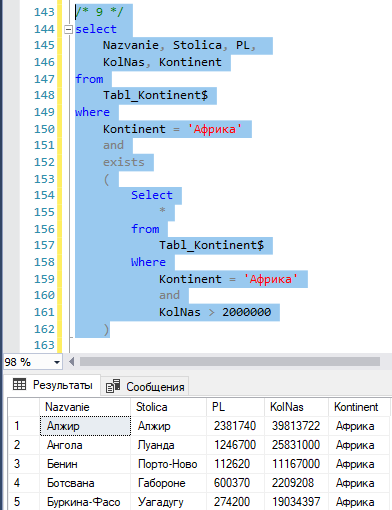 143 /* 9 */
144 select
145 Nazvanie, Stolica, PL,
146 KolNas, Kontinent
147 from
148 Tabl_Kontinent$
149 where
150 Kontinent = 'Африка'
151 and
152 exists
153 (
154 Select
155 *
156 from
157 Tabl_Kontinent$
158 Where
159 Kontinent = 'Африка'
160 and
161 KolNas > 2000000
162 )
163
98 %
Результаты Сообщения
Nazvanie Stolica PL KolNas Kontinent
1 Алжир Алжир 2381740 39813722 Африка
2 Ангола Луанда 1246700 25831000 Африка
3 Бенин Порто-Ново 112620 11167000 Африка
4 Ботсвана Габороне 600370 2209208 Африка
5 Буркина-Фасо Уагадугу 274200 19034397 Африка